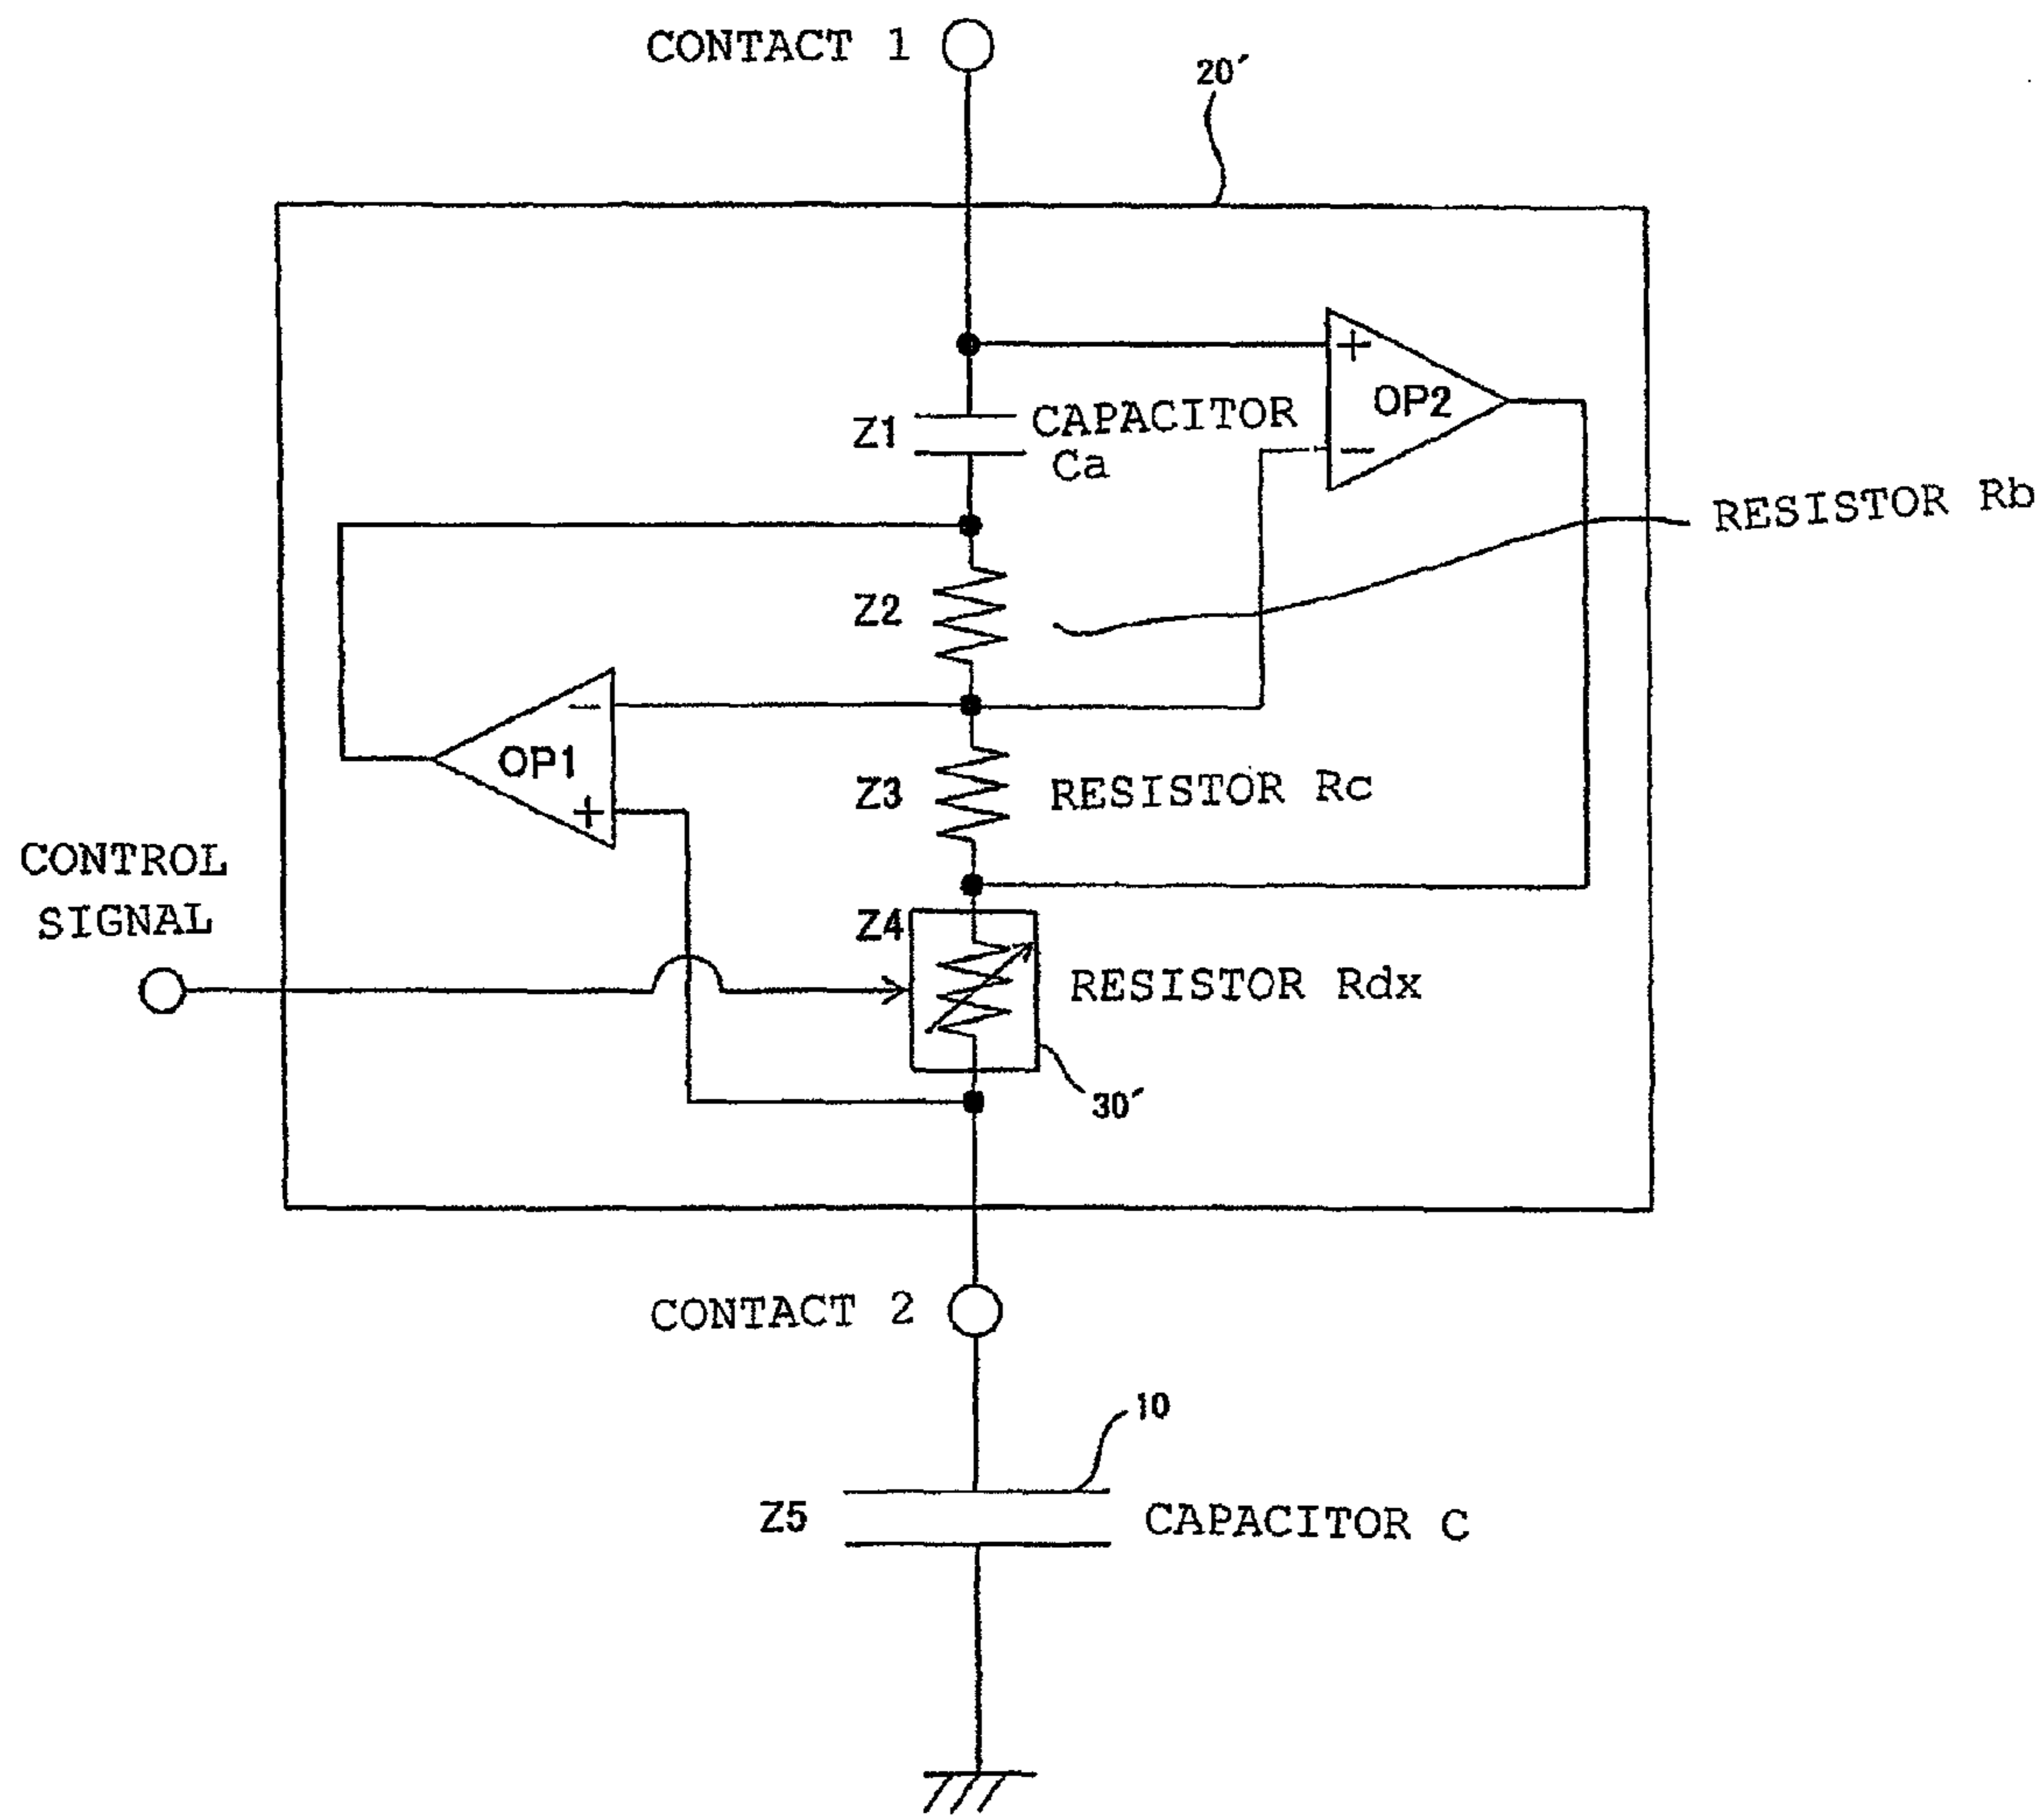 CONTACT 1
20′
+
OP2
−
Z1
CAPACITOR
Ca
RESISTOR Rb
Z2
−
OP1
+
Z3
RESISTOR Rc
CONTROL
SIGNAL
Z4
RESISTOR Rdx
30′
CONTACT 2
10
Z5
CAPACITOR C